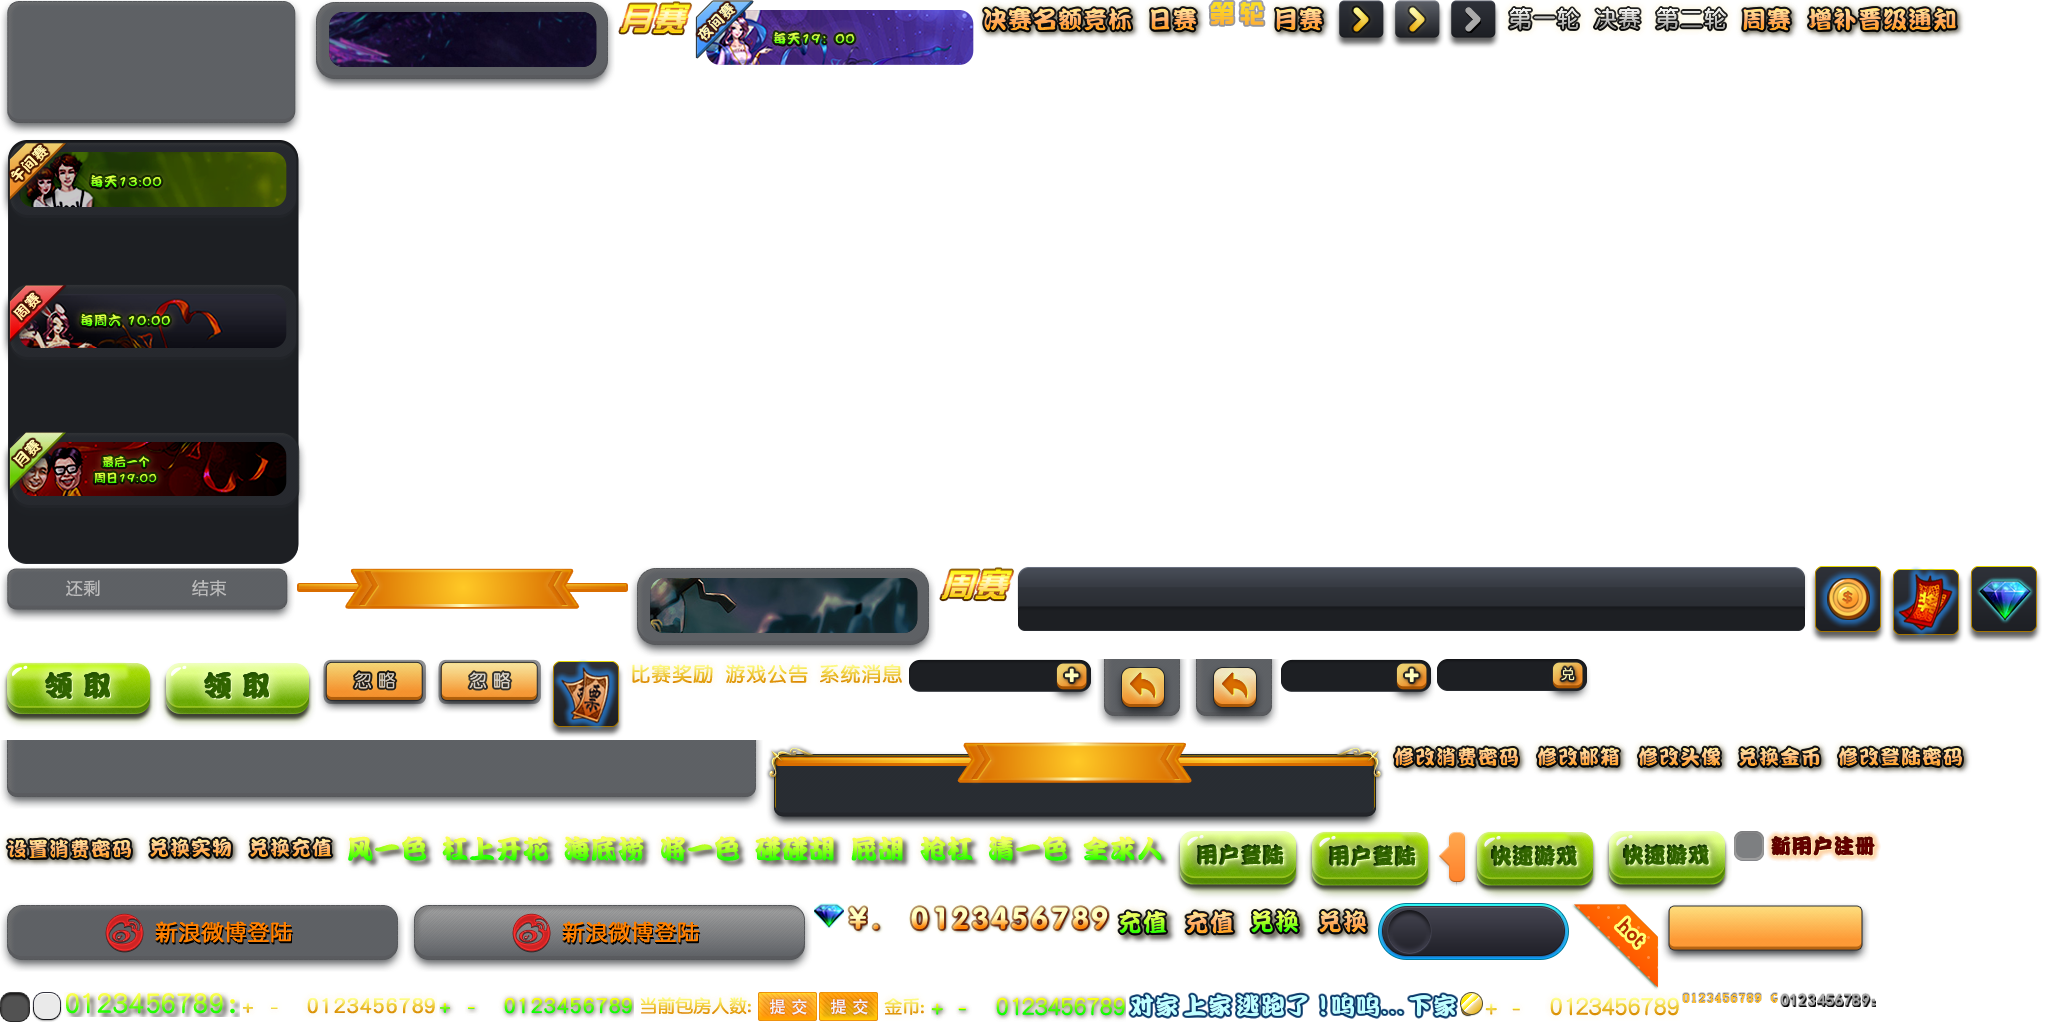 月赛
夜间赛
每天19:00
决赛名额竞标 日赛 第轮 月赛
第一轮 决赛 第二轮 周赛 增补晋级通知
午间赛
每天13:00
周赛
每周六 10:00
月赛
最后一个
周日19:00
还剩 结束
周赛
领取 领取 忽略 忽略
票
比赛奖励 游戏公告 系统消息
兑
修改消费密码 修改邮箱 修改头像 兑换金币 修改登陆密码
设置消费密码 兑换实物 兑换充值
风一色 杠上开花 海底捞 将一色 碰碰胡 屁胡 抢杠 清一色 全求人
用户登陆 用户登陆 快速游戏 快速游戏 新用户注册
新浪微博登陆 新浪微博登陆
¥. 0123456789 充值 充值 兑换 兑换
hot
0123456789:+ - 0123456789+ - 0123456789 当前包房人数: 提交 提交 金币: + - 0123456789 对家 上家 逃跑了!呜呜... 下家 + - 0123456789 0123456789 0123456789: